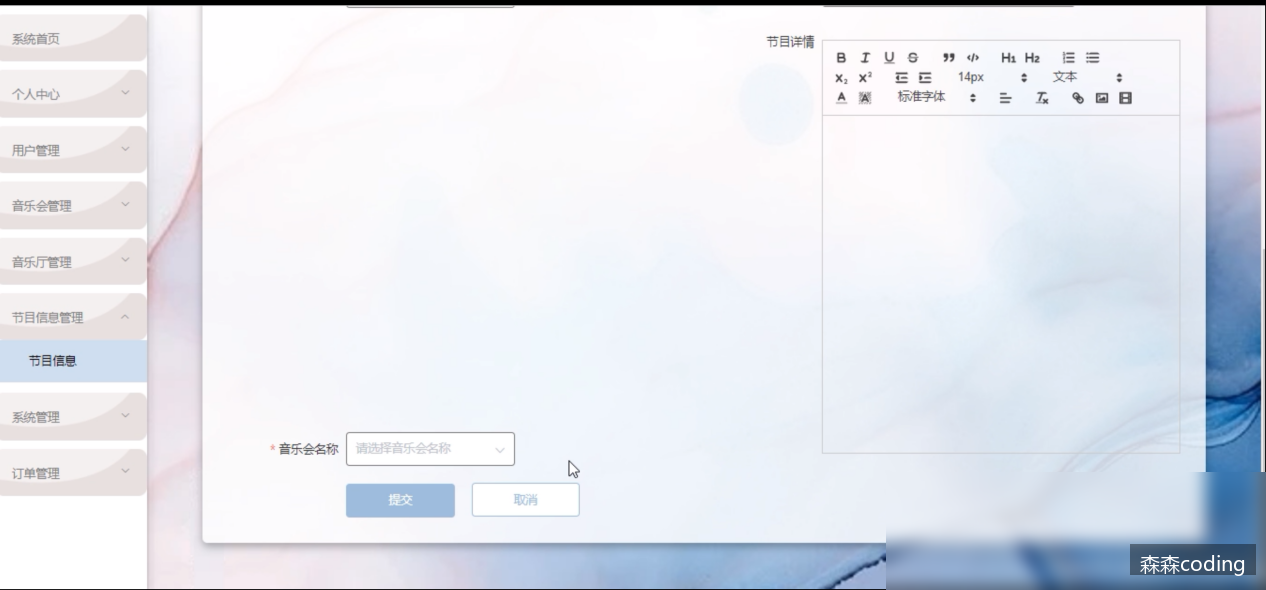 系统首页
个人中心
用户管理
音乐会管理
音乐厅管理
节目信息管理
节目信息
系统管理
订单管理
节目详情
B I U S ” </> H1 H2
X₂ X² 14px 文本
A A 标准字体 Tx
* 音乐会名称 请选择音乐会名称
提交 取消
森森coding